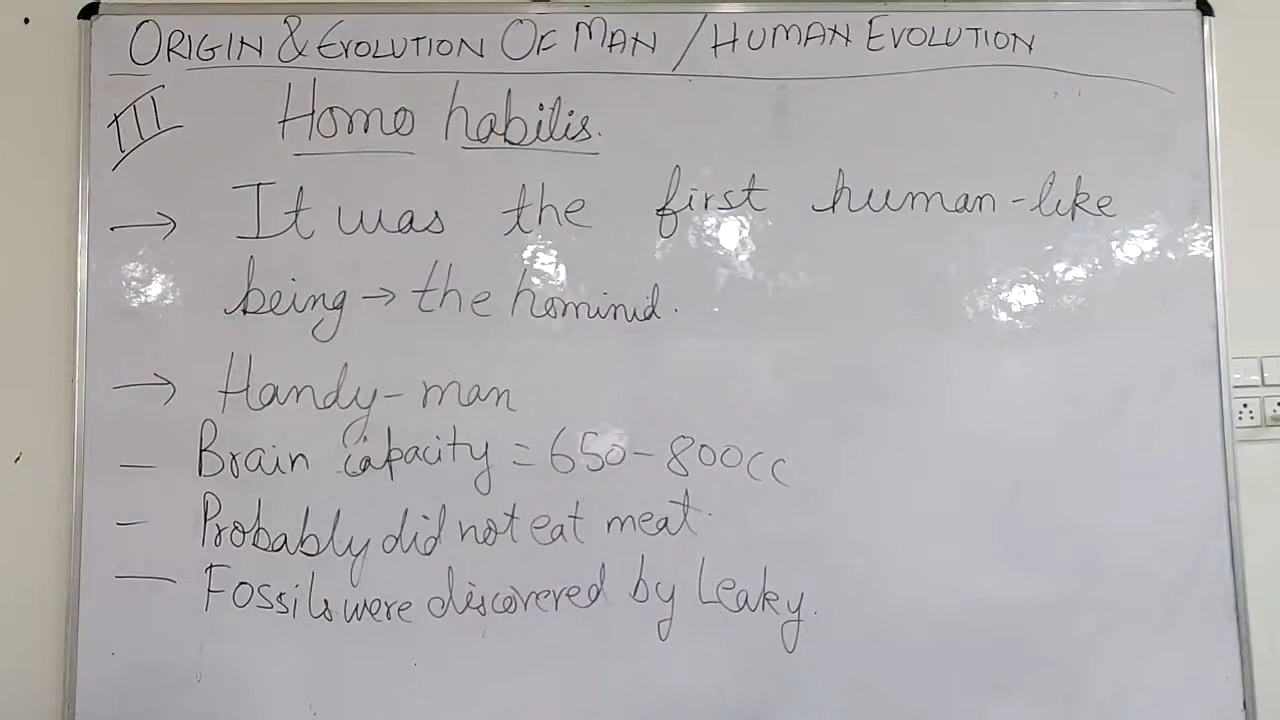 ORIGIN & EVOLUTION OF MAN / HUMAN EVOLUTION
III Homo habilis.
→ It was the first human-like
being → the hominid.
→ Handy-man
— Brain capacity = 650-800cc
— Probably did not eat meat.
— Fossils were discovered by Leaky.